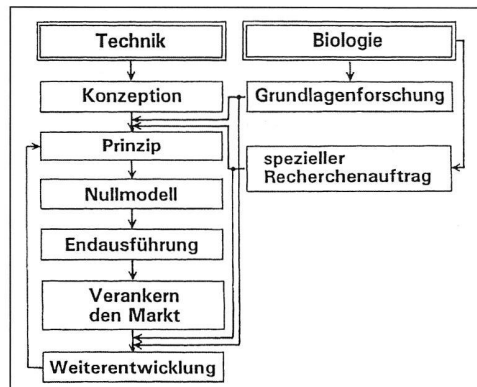 Technik
Konzeption
Prinzip
Nullmodell
Endausführung
Verankern
den Markt
Weiterentwicklung
Biologie
Grundlagenforschung
spezieller
Recherchenauftrag